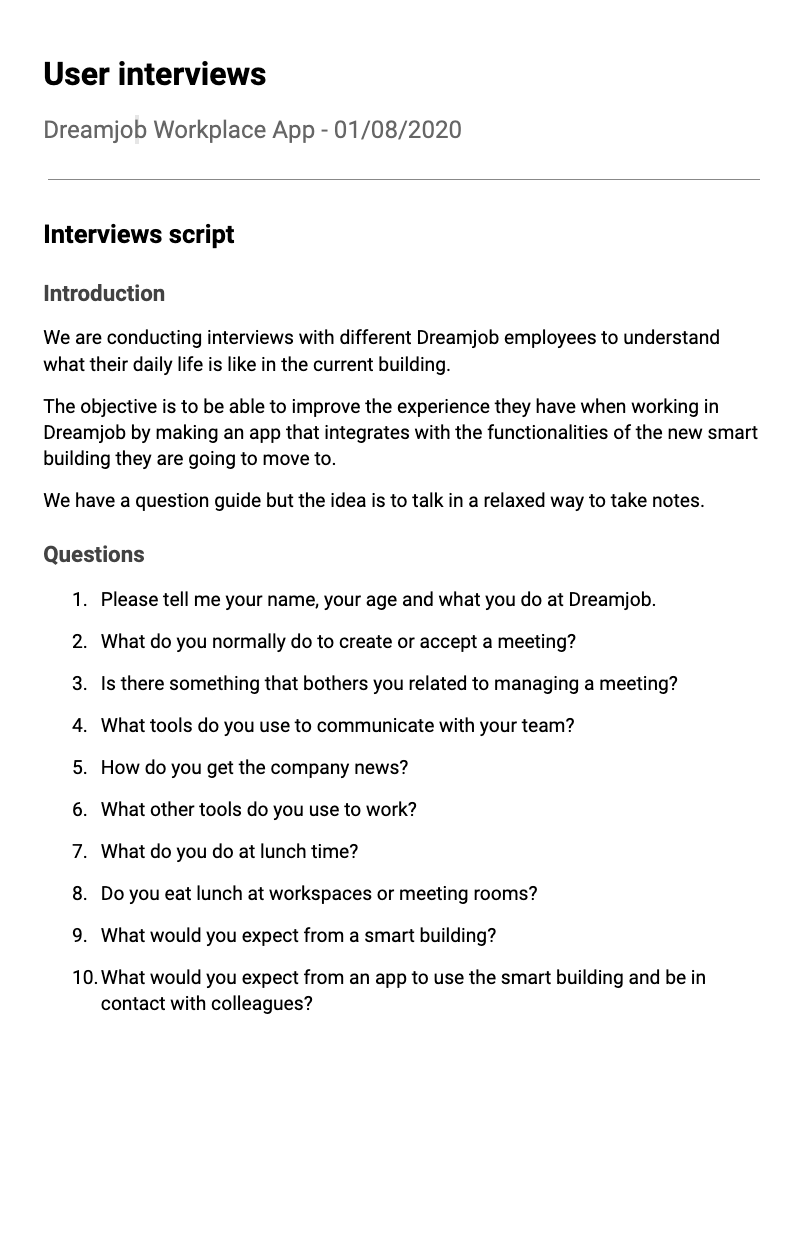 User interviews
Dreamjob Workplace App - 01/08/2020
Interviews script
Introduction
We are conducting interviews with different Dreamjob employees to understand
what their daily life is like in the current building.
The objective is to be able to improve the experience they have when working in
Dreamjob by making an app that integrates with the functionalities of the new smart
building they are going to move to.
We have a question guide but the idea is to talk in a relaxed way to take notes.
Questions
1. Please tell me your name, your age and what you do at Dreamjob.
2. What do you normally do to create or accept a meeting?
3. Is there something that bothers you related to managing a meeting?
4. What tools do you use to communicate with your team?
5. How do you get the company news?
6. What other tools do you use to work?
7. What do you do at lunch time?
8. Do you eat lunch at workspaces or meeting rooms?
9. What would you expect from a smart building?
10. What would you expect from an app to use the smart building and be in
contact with colleagues?